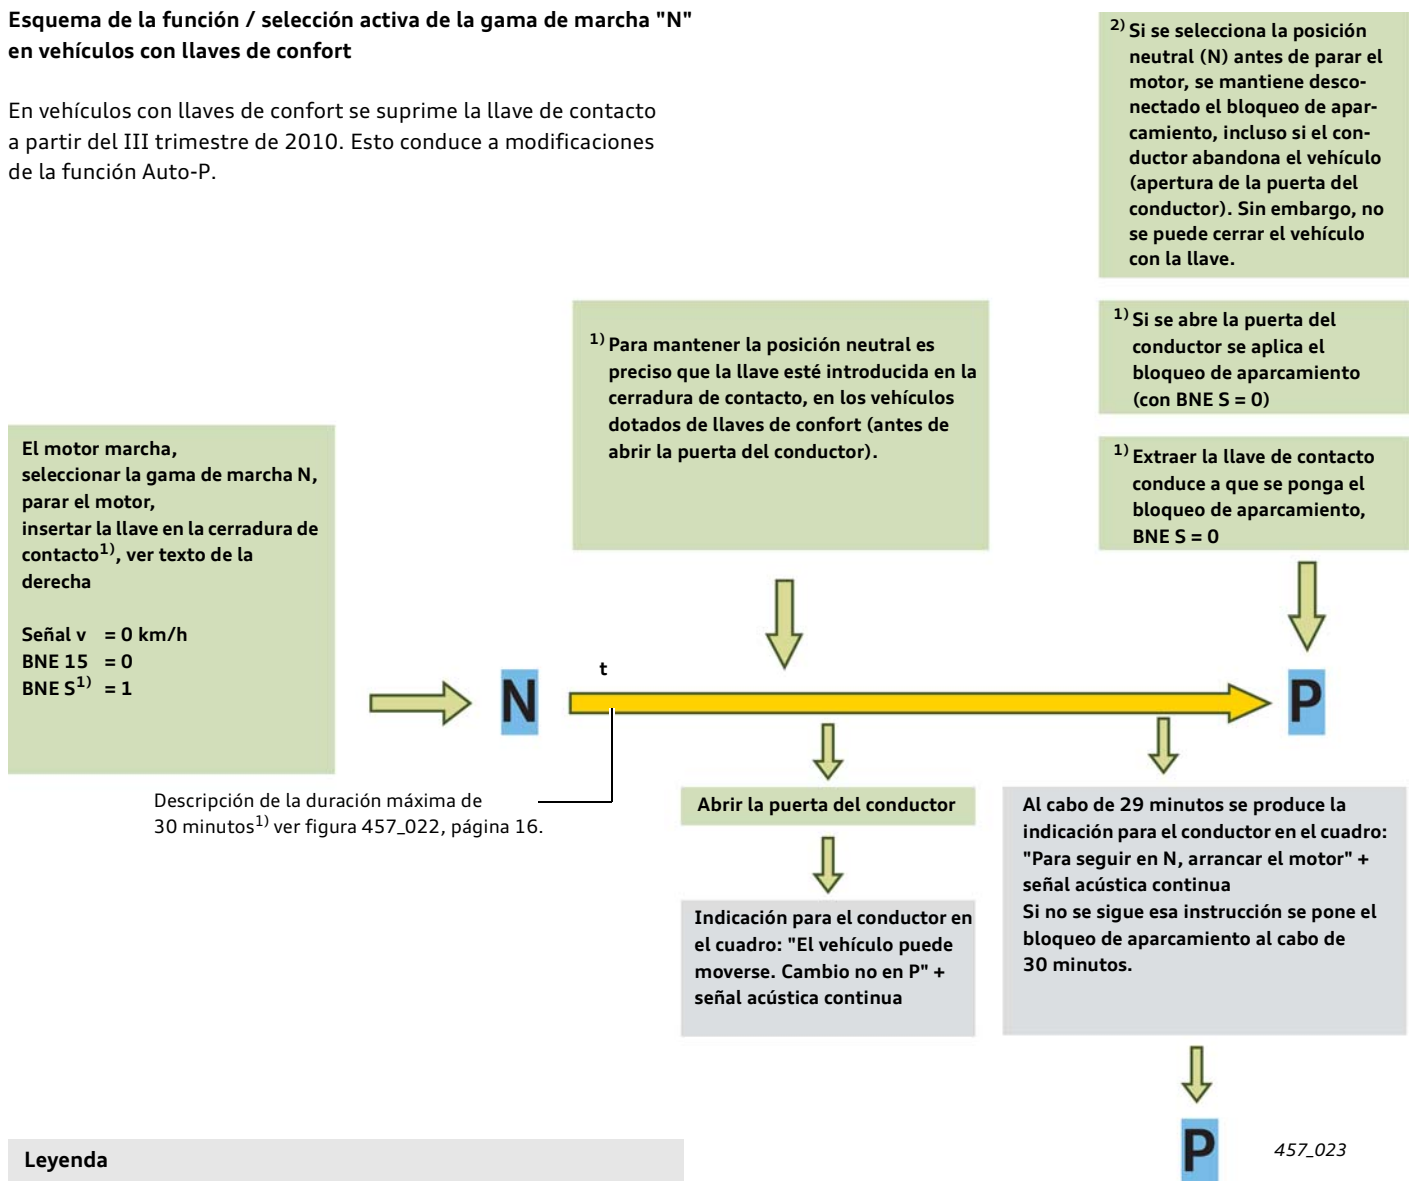 Esquema de la función / selección activa de la gama de marcha "N"
en vehículos con llaves de confort
En vehículos con llaves de confort se suprime la llave de contacto
a partir del III trimestre de 2010. Esto conduce a modificaciones
de la función Auto-P.
2) Si se selecciona la posición
neutral (N) antes de parar el
motor, se mantiene desco-
nectado el bloqueo de apar-
camiento, incluso si el con-
ductor abandona el vehículo
(apertura de la puerta del
conductor). Sin embargo, no
se puede cerrar el vehículo
con la llave.
1) Para mantener la posición neutral es
preciso que la llave esté introducida en la
cerradura de contacto, en los vehículos
dotados de llaves de confort (antes de
abrir la puerta del conductor).
1) Si se abre la puerta del
conductor se aplica el
bloqueo de aparcamiento
(con BNE S = 0)
1) Extraer la llave de contacto
conduce a que se ponga el
bloqueo de aparcamiento,
BNE S = 0
El motor marcha,
seleccionar la gama de marcha N,
parar el motor,
insertar la llave en la cerradura de
contacto1), ver texto de la
derecha
Señal v = 0 km/h
BNE 15 = 0
BNE S1) = 1
N
t
P
Descripción de la duración máxima de
30 minutos1) ver figura 457_022, página 16.
Abrir la puerta del conductor
Indicación para el conductor en
el cuadro: "El vehículo puede
moverse. Cambio no en P" +
señal acústica continua
Al cabo de 29 minutos se produce la
indicación para el conductor en el cuadro:
"Para seguir en N, arrancar el motor" +
señal acústica continua
Si no se sigue esa instrucción se pone el
bloqueo de aparcamiento al cabo de
30 minutos.
P
457_023
Leyenda